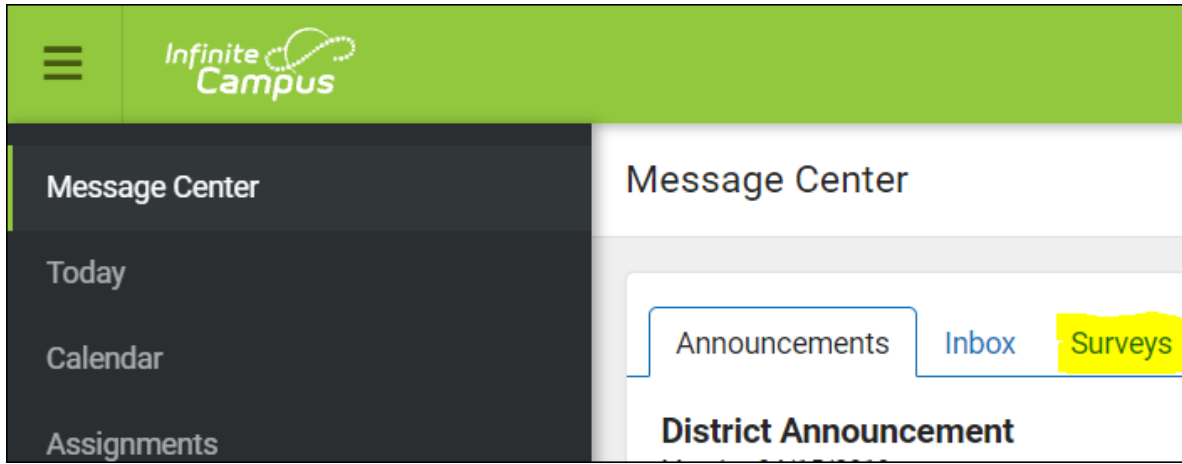 Infinite
Campus
Message Center
Today
Calendar
Assignments
Message Center
Announcements Inbox Surveys
District Announcement